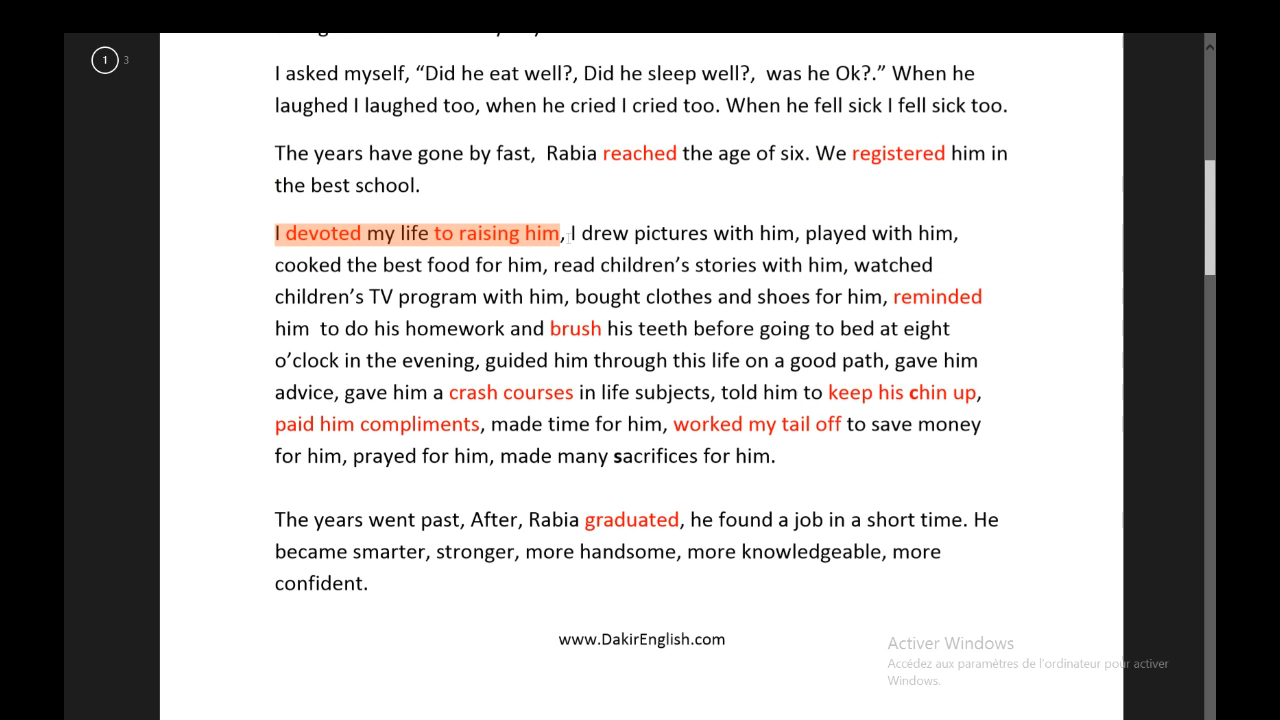 1 3
I asked myself, “Did he eat well?, Did he sleep well?,  was he Ok?.” When he
laughed I laughed too, when he cried I cried too. When he fell sick I fell sick too.
The years have gone by fast,  Rabia reached the age of six. We registered him in
the best school.
I devoted my life to raising him, I drew pictures with him, played with him,
cooked the best food for him, read children’s stories with him, watched
children’s TV program with him, bought clothes and shoes for him, reminded
him  to do his homework and brush his teeth before going to bed at eight
o’clock in the evening, guided him through this life on a good path, gave him
advice, gave him a crash courses in life subjects, told him to keep his chin up,
paid him compliments, made time for him, worked my tail off to save money
for him, prayed for him, made many sacrifices for him.
The years went past, After, Rabia graduated, he found a job in a short time. He
became smarter, stronger, more handsome, more knowledgeable, more
confident.
www.DakirEnglish.com
Activer Windows
Accédez aux paramètres de l'ordinateur pour activer
Windows.